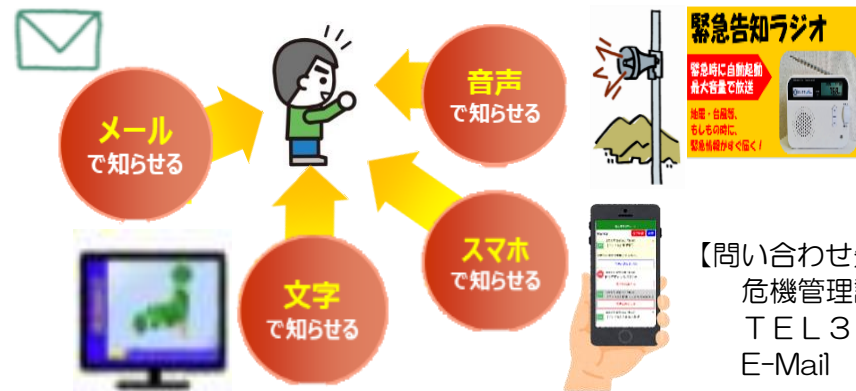 メール
で知らせる
音声
で知らせる
文字
で知らせる
スマホ
で知らせる
緊急告知ラジオ
緊急時に自動起動
最大音量で放送
地震・台風等、
もしもの時に、
緊急情報がすぐ届く!
【問い合わせ
危機管理
TEL3
E-Mail